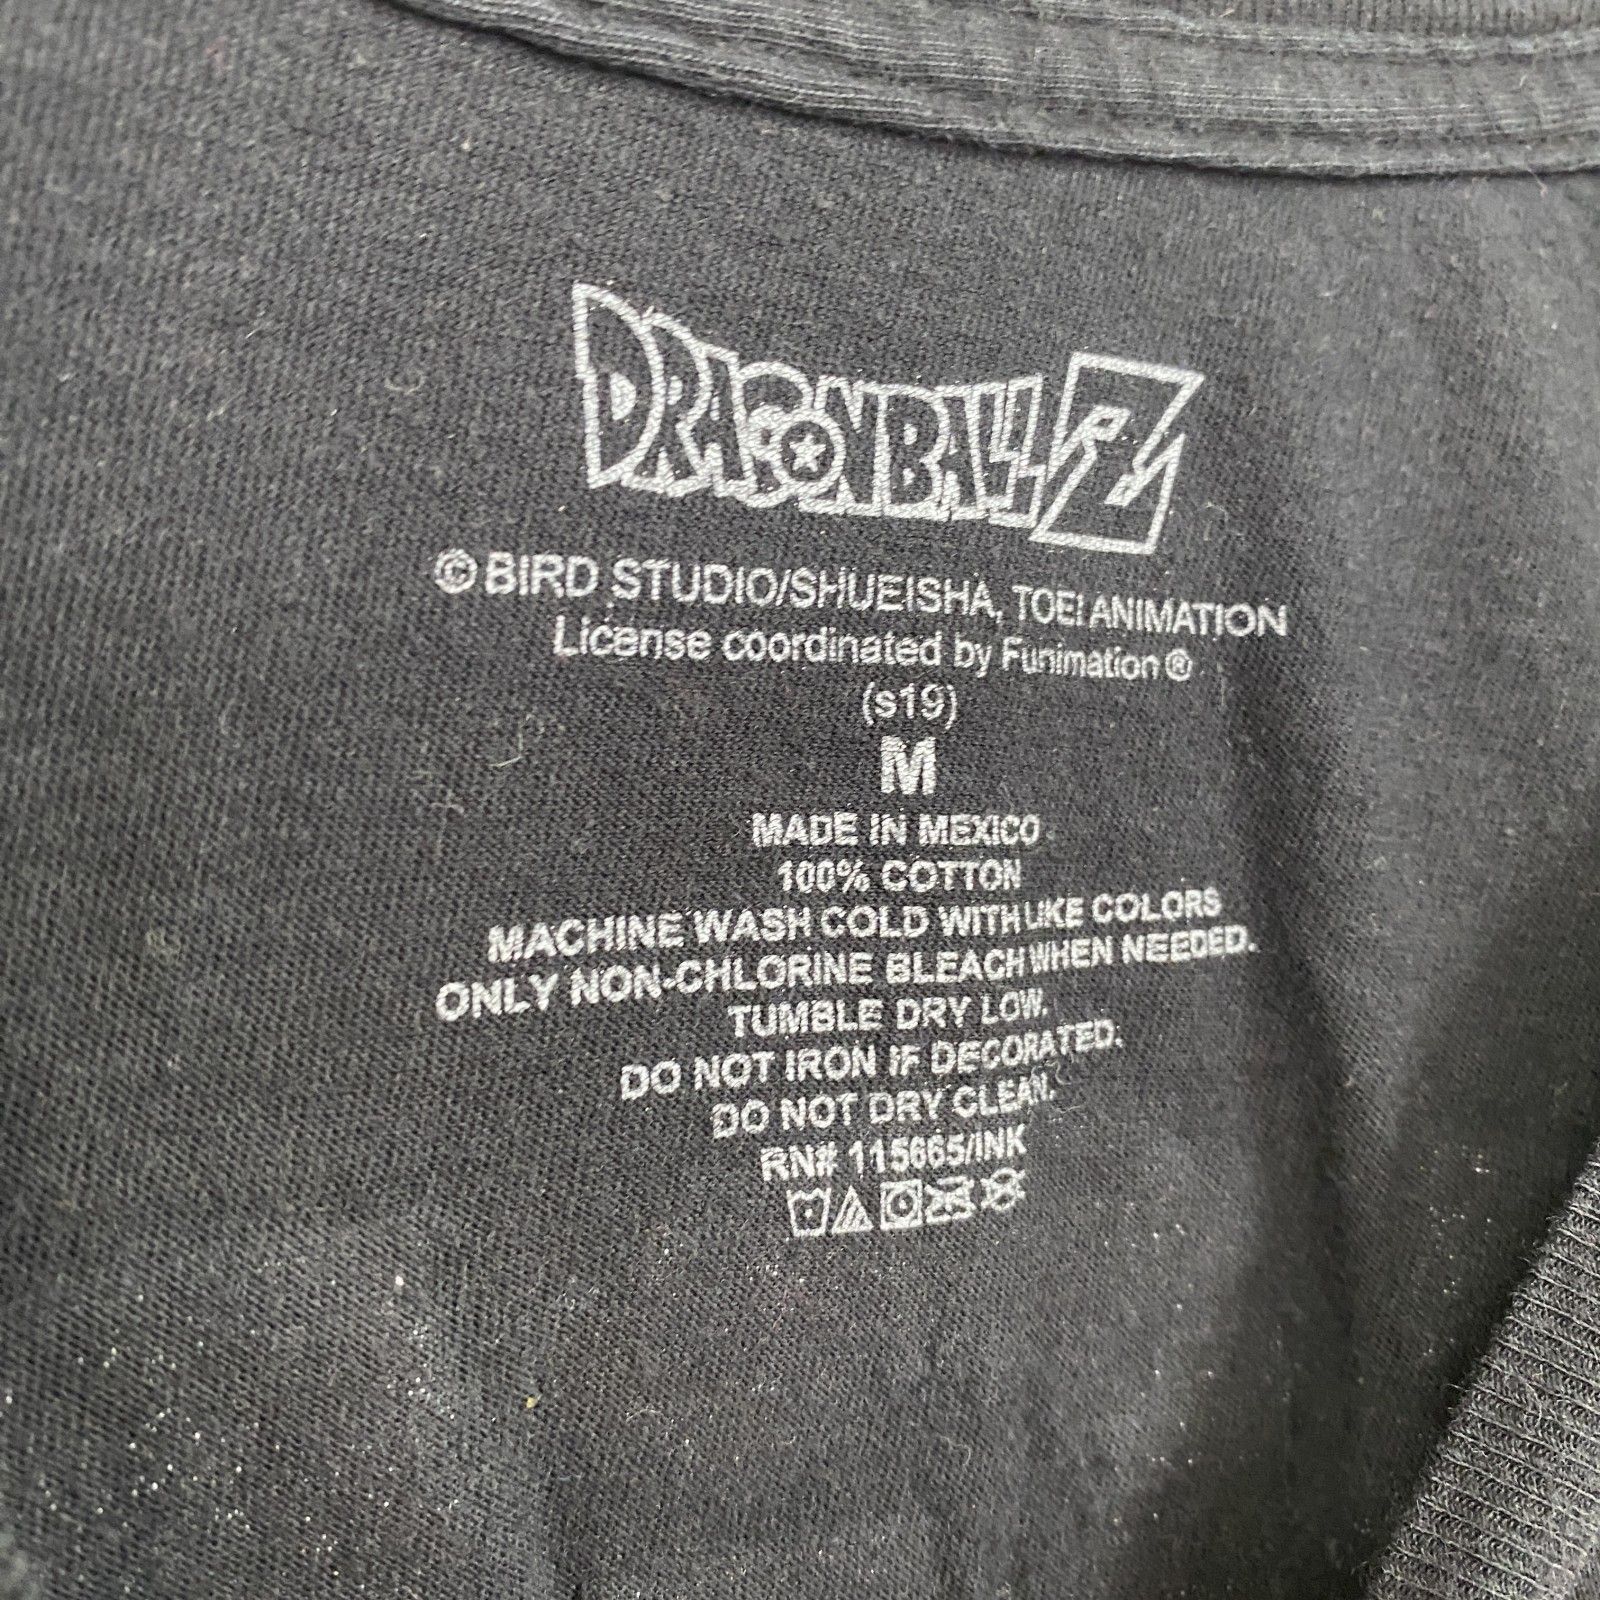 DRAGONBALL Z
© BIRD STUDIO/SHUEISHA, TOEI ANIMATION
License coordinated by Funimation ®
(s19)
M
MADE IN MEXICO
100% COTTON
MACHINE WASH COLD WITH LIKE COLORS
ONLY NON-CHLORINE BLEACH WHEN NEEDED.
TUMBLE DRY LOW.
DO NOT IRON IF DECORATED.
DO NOT DRY CLEAN.
RN# 115665/INK